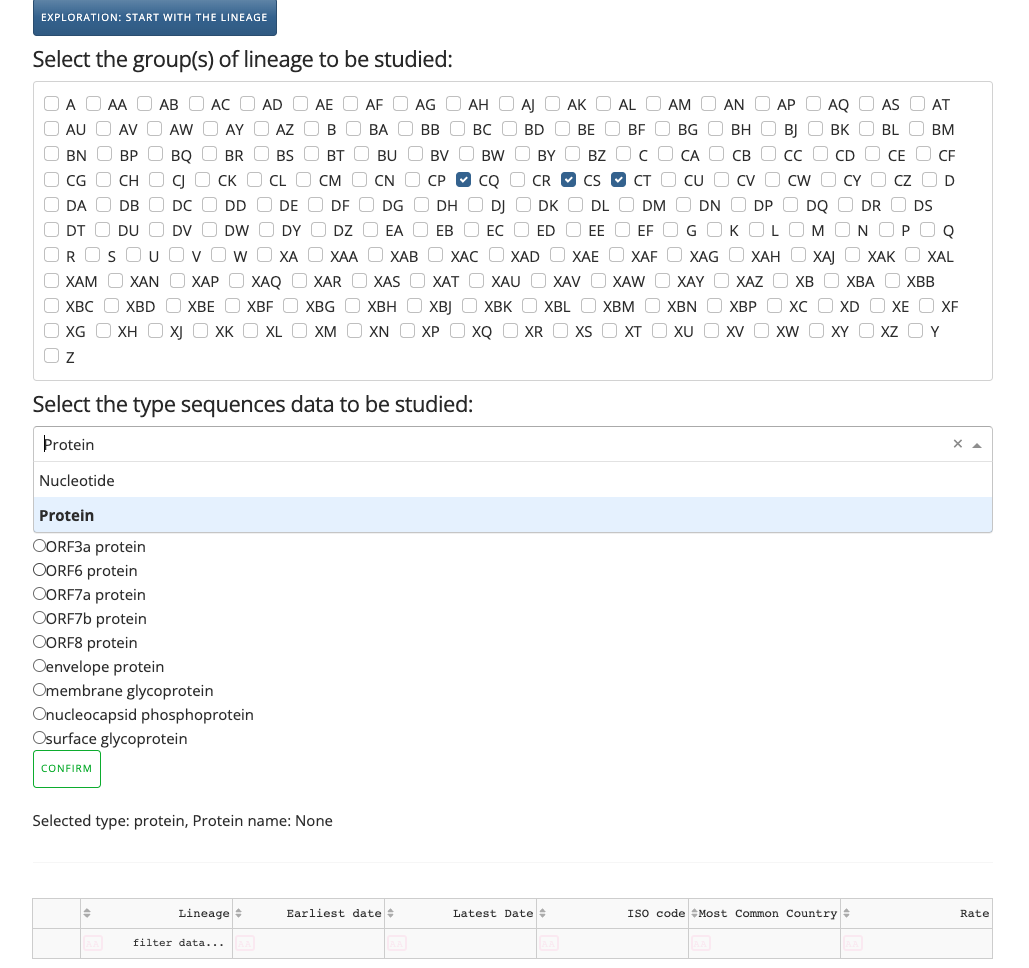 EXPLORATION: START WITH THE LINEAGE
Select the group(s) of lineage to be studied:
A AA AB AC AD AE AF AG AH AJ AK AL AM AN AP AQ AS AT
AU AV AW AY AZ B BA BB BC BD BE BF BG BH BJ BK BL BM
BN BP BQ BR BS BT BU BV BW BY BZ C CA CB CC CD CE CF
CG CH CJ CK CL CM CN CP CQ CR CS CT CU CV CW CY CZ D
DA DB DC DD DE DF DG DH DJ DK DL DM DN DP DQ DR DS
DT DU DV DW DY DZ EA EB EC ED EE EF G K L M N P Q
R S U V W XA XAA XAB XAC XAD XAE XAF XAG XAH XAJ XAK XAL
XAM XAN XAP XAQ XAR XAS XAT XAU XAV XAW XAY XAZ XB XBA XBB
XBC XBD XBE XBF XBG XBH XBJ XBK XBL XBM XBN XBP XC XD XE XF
XG XH XJ XK XL XM XN XP XQ XR XS XT XU XV XW XY XZ Y
Z
Select the type sequences data to be studied:
Protein
Nucleotide
Protein
ORF3a protein
ORF6 protein
ORF7a protein
ORF7b protein
ORF8 protein
envelope protein
membrane glycoprotein
nucleocapsid phosphoprotein
surface glycoprotein
CONFIRM
Selected type: protein, Protein name: None
Lineage Earliest date Latest Date ISO code Most Common Country Rate
AA filter data... AA AA AA AA AA